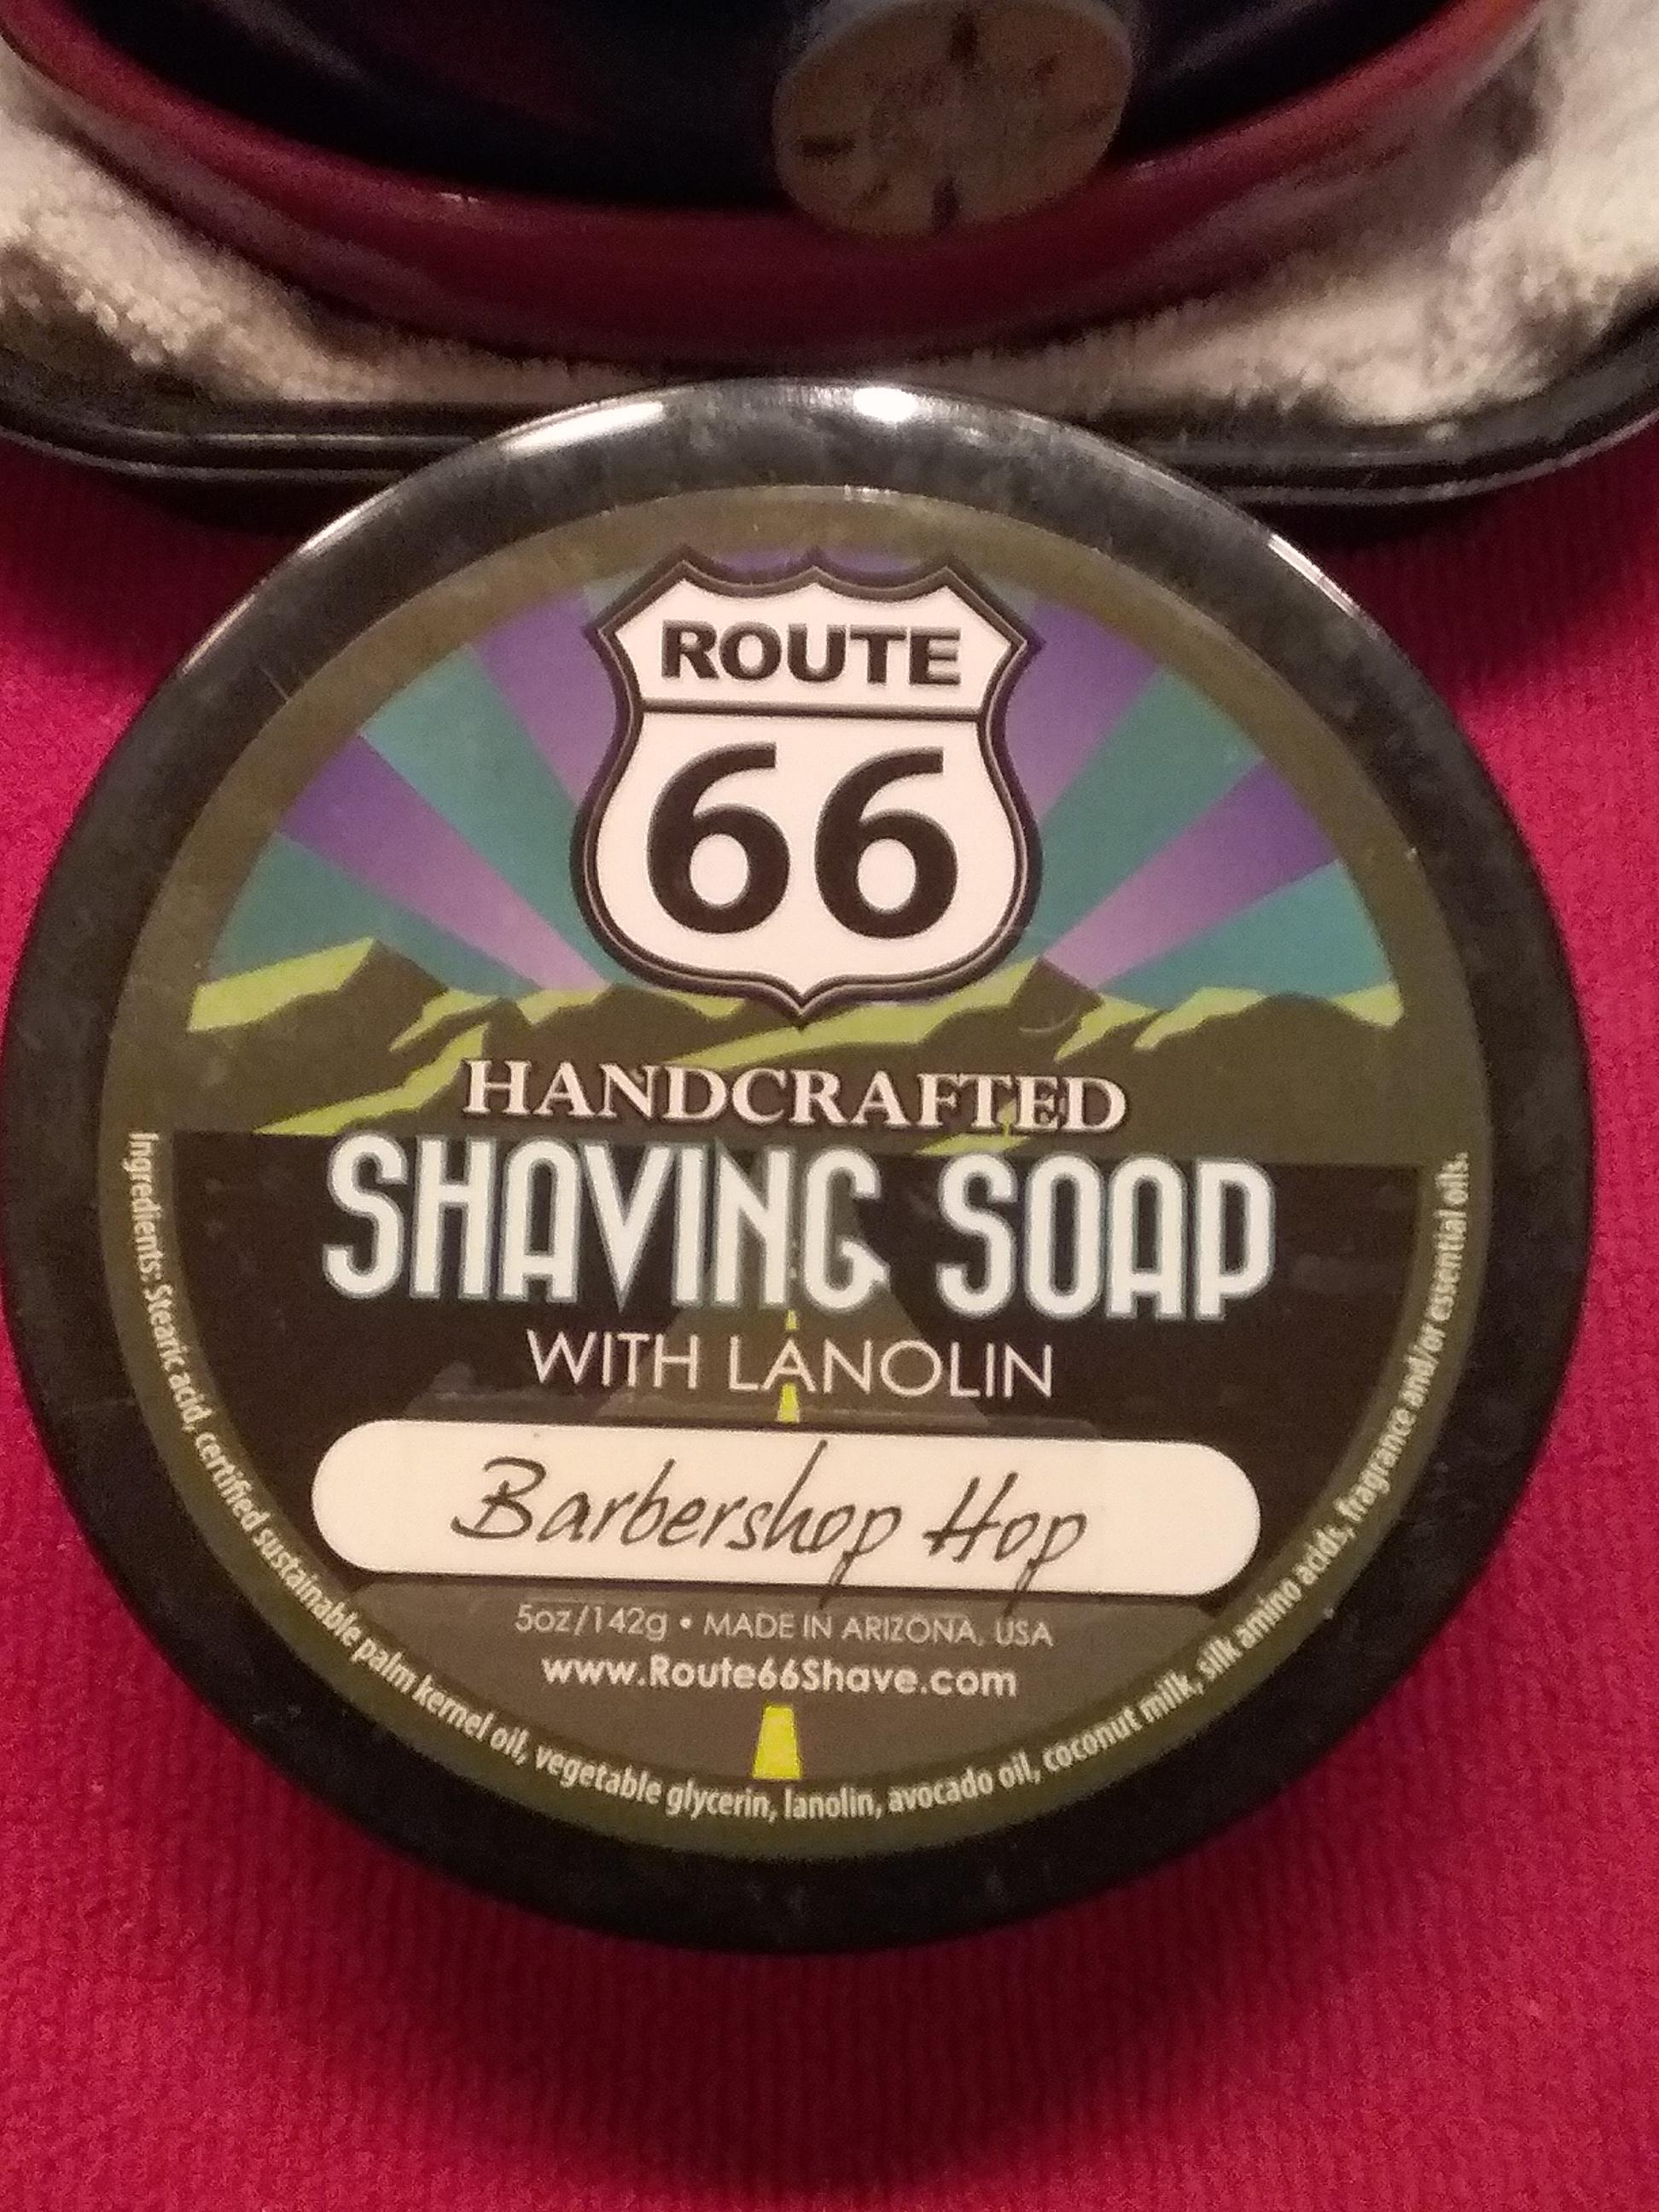 ROUTE
66
HANDCRAFTED
SHAVING SOAP
WITH LANOLIN
Barbershop Hop
5oz/142g • MADE IN ARIZONA, USA
www.Route66Shave.com
Ingredients: Stearic acid, certified sustainable palm kernel oil, vegetable glycerin, lanolin, avocado oil, coconut milk, silk amino acids, fragrance and/or essential oils.